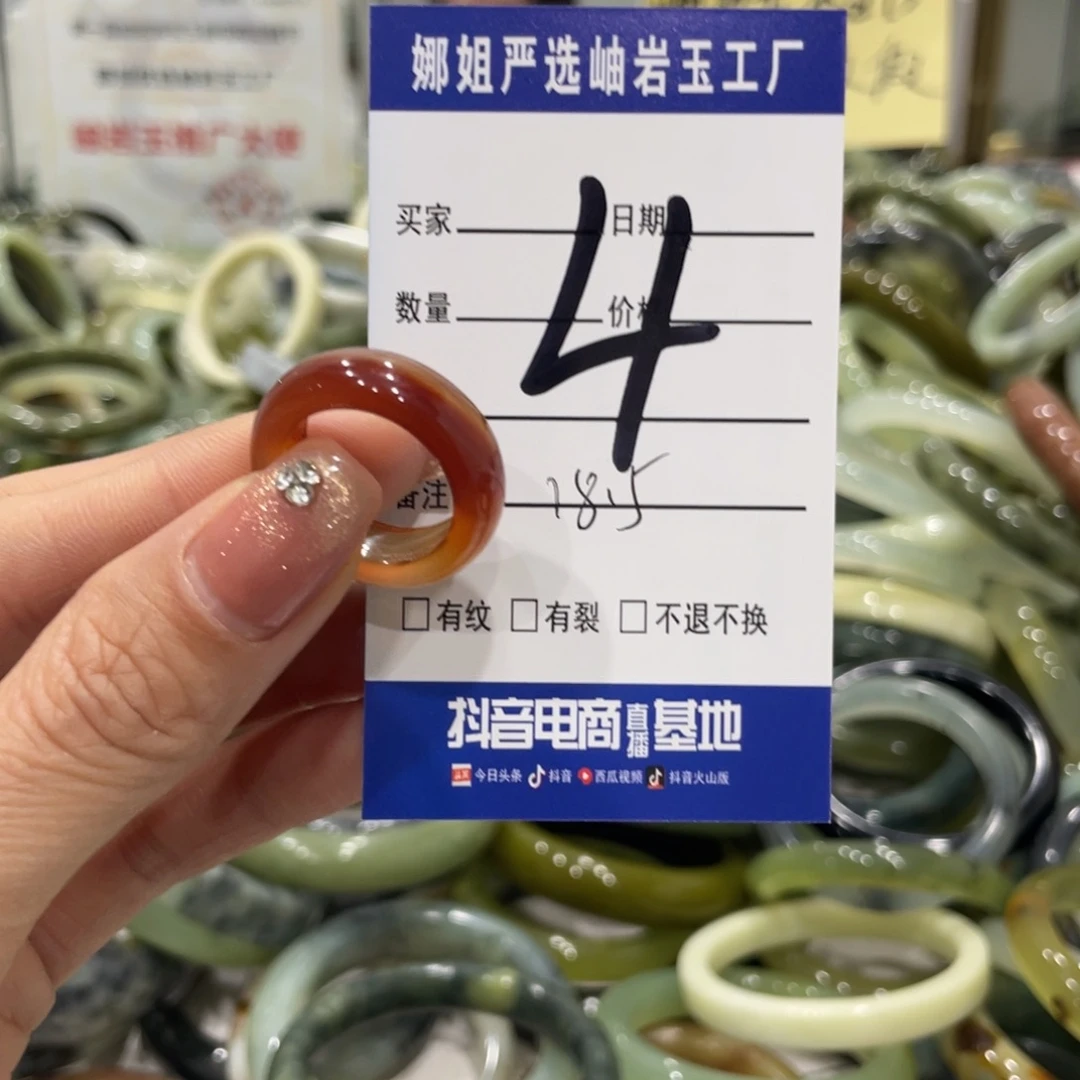 娜姐严选岫岩玉工厂
买家 日期
数量 价格
4
备注 18.5
□有纹 □有裂 □不退不换
抖音电商直播基地
今日头条 抖音 西瓜视频 抖音火山版